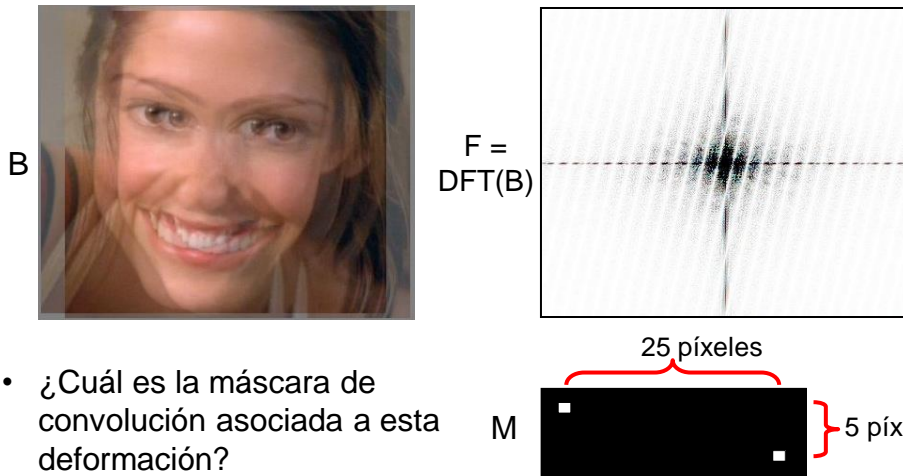 B
F =
DFT(B)
25 píxeles
• ¿Cuál es la máscara de
convolución asociada a esta
deformación?
M
5 píx